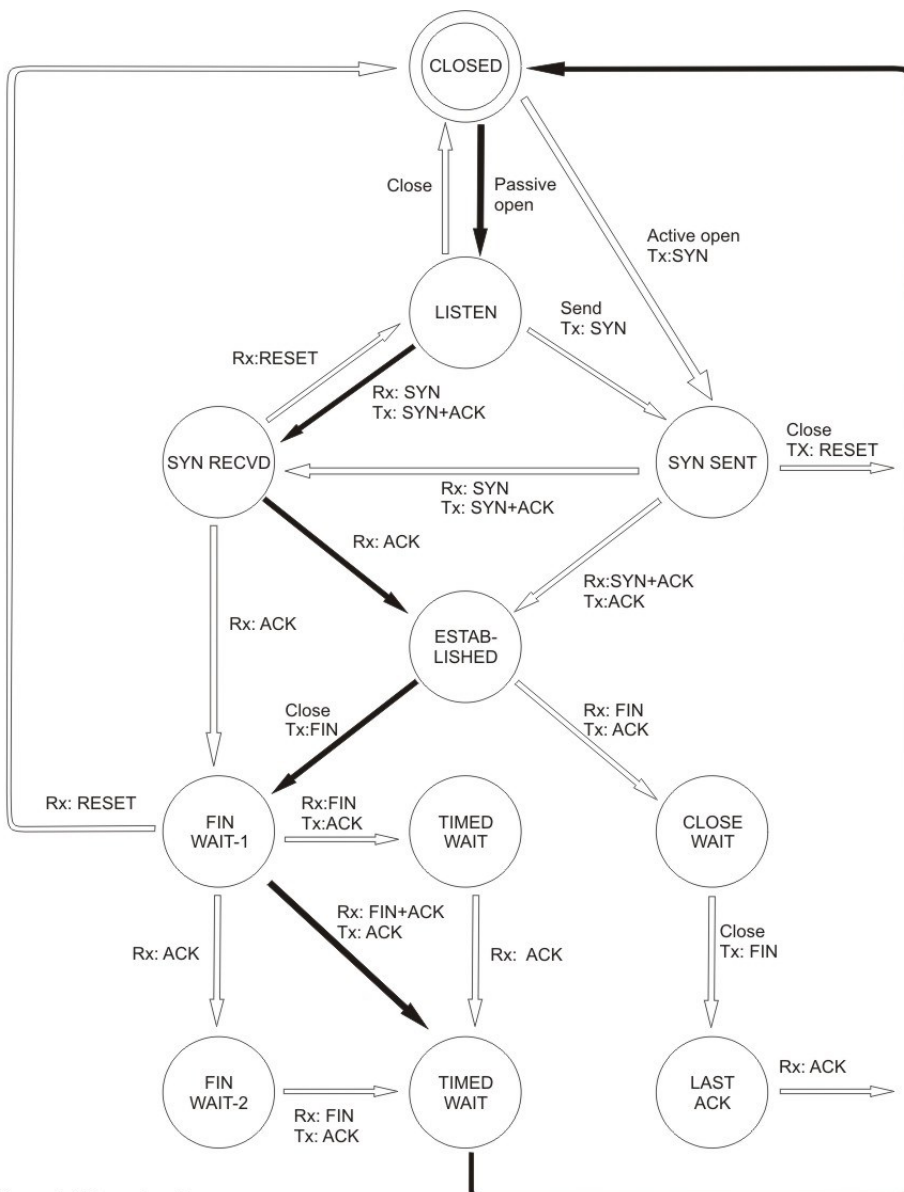 CLOSED
Close
Passive
open
Active open
Tx:SYN
LISTEN
Send
Tx: SYN
Rx:RESET
Rx: SYN
Tx: SYN+ACK
SYN RECVD
SYN SENT
Close
TX: RESET
Rx: SYN
Tx: SYN+ACK
Rx: ACK
Rx:SYN+ACK
Tx:ACK
Rx: ACK
ESTAB-
LISHED
Close
Tx:FIN
Rx: FIN
Tx: ACK
Rx: RESET
FIN
WAIT-1
Rx:FIN
Tx:ACK
TIMED
WAIT
CLOSE
WAIT
Rx: FIN+ACK
Tx: ACK
Rx: ACK
Rx: ACK
Close
Tx: FIN
FIN
WAIT-2
Rx: FIN
Tx: ACK
TIMED
WAIT
LAST
ACK
Rx: ACK